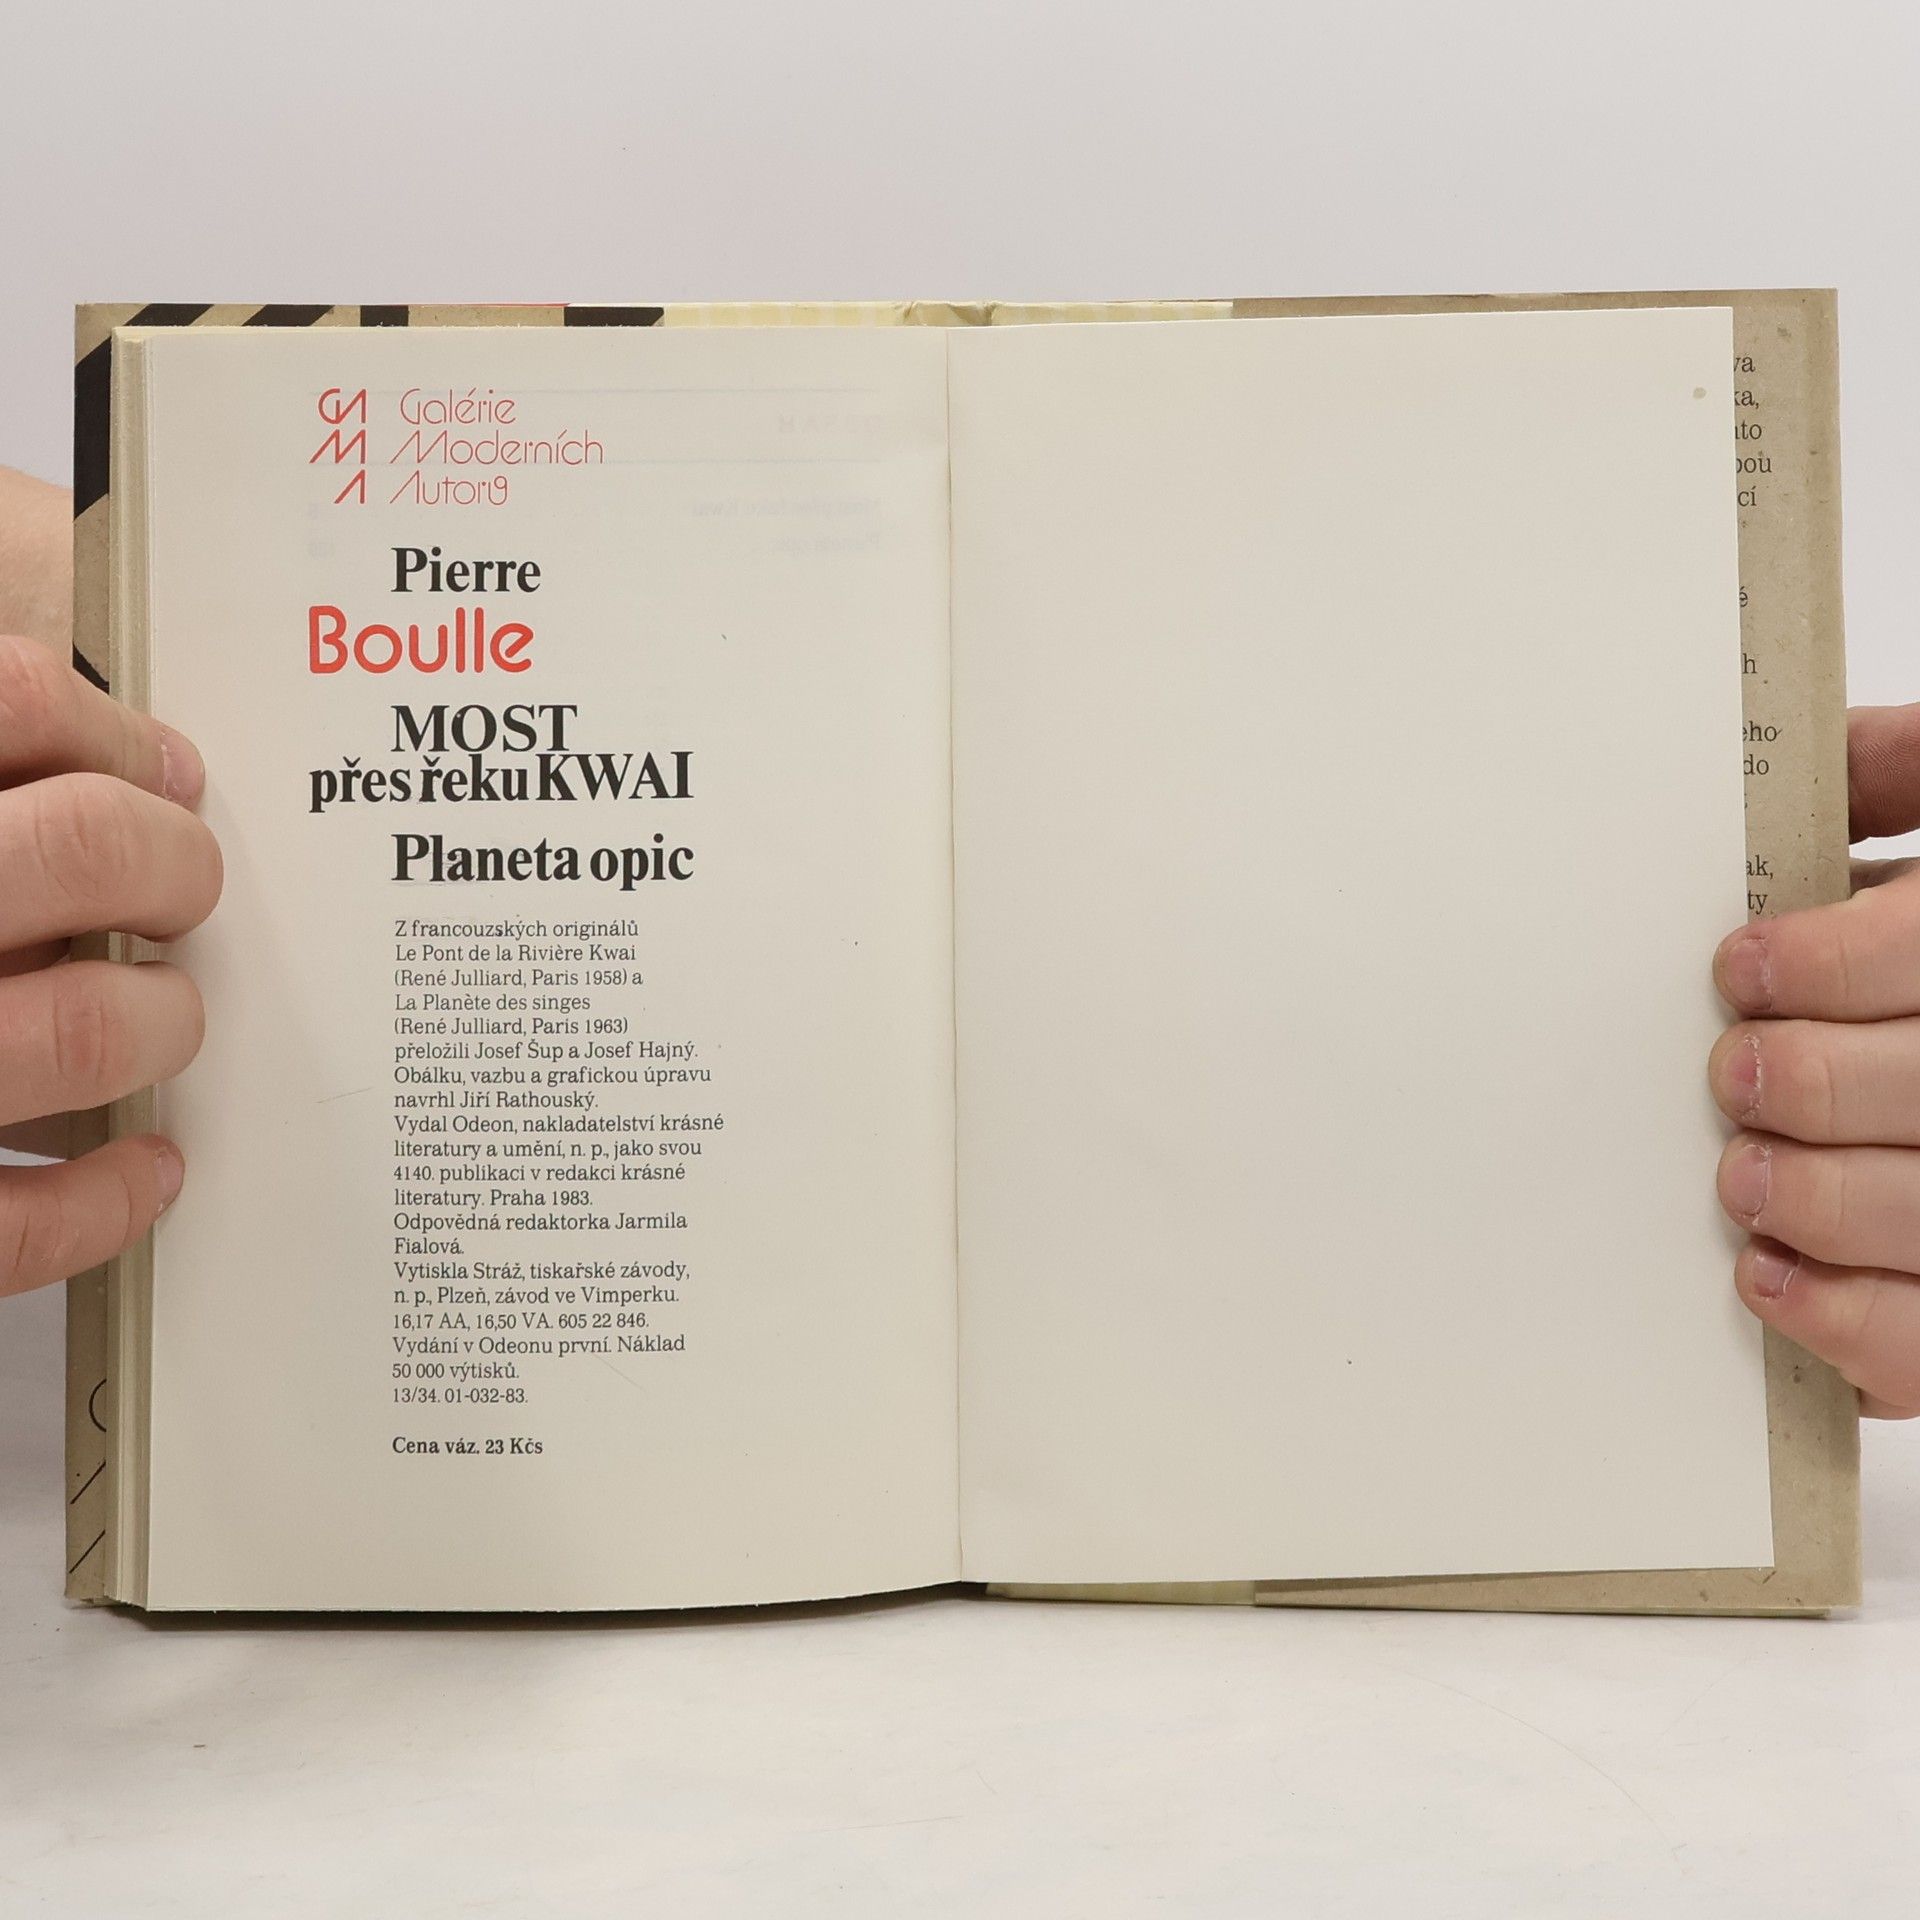 GM Galérie
M Moderních
A Autorů
Pierre
Boulle
MOST
přes řeku KWAI
Planeta opic
Z francouzských originálů
Le Pont de la Rivière Kwai
(René Julliard, Paris 1958) a
La Planète des singes
(René Julliard, Paris 1963)
přeložili Josef Šup a Josef Hajný.
Obálku, vazbu a grafickou úpravu
navrhl Jiří Rathouský.
Vydal Odeon, nakladatelství krásné
literatury a umění, n. p., jako svou
4140. publikaci v redakci krásné
literatury. Praha 1983.
Odpovědná redaktorka Jarmila
Fialová.
Vytiskla Stráž, tiskařské závody,
n. p., Plzeň, závod ve Vimperku.
16,17 AA, 16,50 VA. 605 22 846.
Vydání v Odeonu první. Náklad
50 000 výtisků.
13/34. 01-032-83.
Cena váz. 23 Kčs